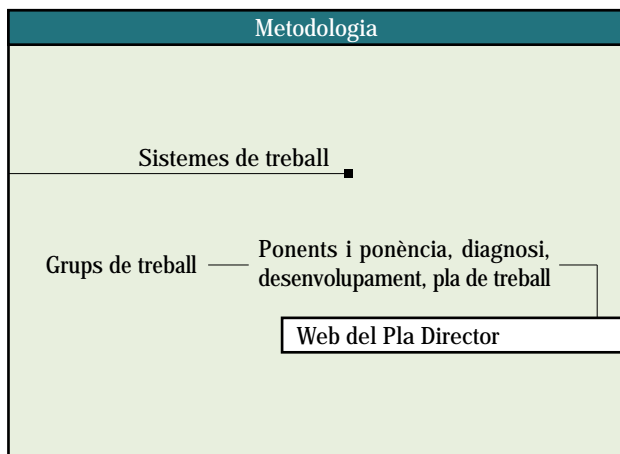 Metodologia
Sistemes de treball
Grups de treball
Ponents i ponència, diagnosi,
desenvolupament, pla de treball
Web del Pla Director